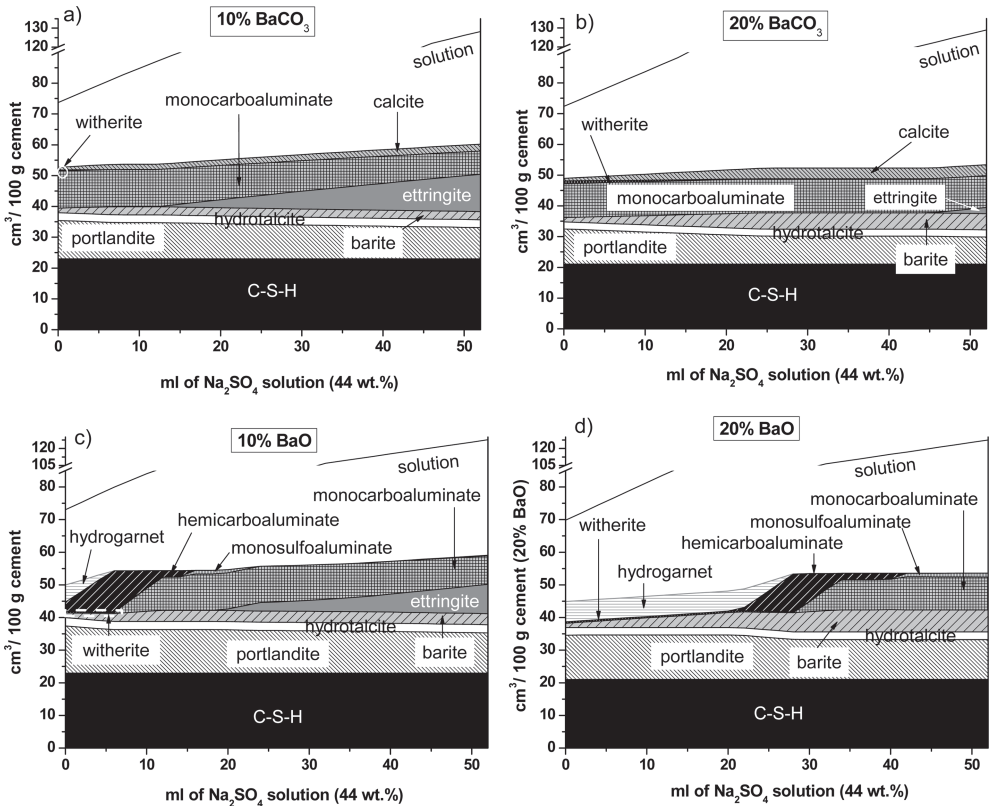 a)
10% BaCO3
130
120
80
70
60
50
40
30
20
10
0
cm3/ 100 g cement
solution
monocarboaluminate
calcite
witherite
ettringite
hydrotalcite
portlandite
barite
C-S-H
0 10 20 30 40 50
ml of Na2SO4 solution (44 wt.%)
b)
20% BaCO3
130
120
80
70
60
50
40
30
20
10
0
cm3/ 100 g cement
solution
witherite
calcite
monocarboaluminate
ettringite
hydrotalcite
portlandite
barite
C-S-H
0 10 20 30 40 50
ml of Na2SO4 solution (44 wt.%)
c)
10% BaO
120
105
80
70
60
50
40
30
20
10
0
cm3/ 100 g cement
solution
monocarboaluminate
hemicarboaluminate
hydrogarnet
monosulfoaluminate
ettringite
hydrotalcite
witherite
portlandite
barite
C-S-H
0 10 20 30 40 50
ml of Na2SO4 solution (44 wt.%)
d)
20% BaO
120
105
80
70
60
50
40
30
20
10
0
cm3/ 100 g cement (20% BaO)
solution
monocarboaluminate
witherite
monosulfoaluminate
hemicarboaluminate
hydrogarnet
hydrotalcite
portlandite
barite
C-S-H
0 10 20 30 40 50
ml of Na2SO4 solution (44 wt.%)